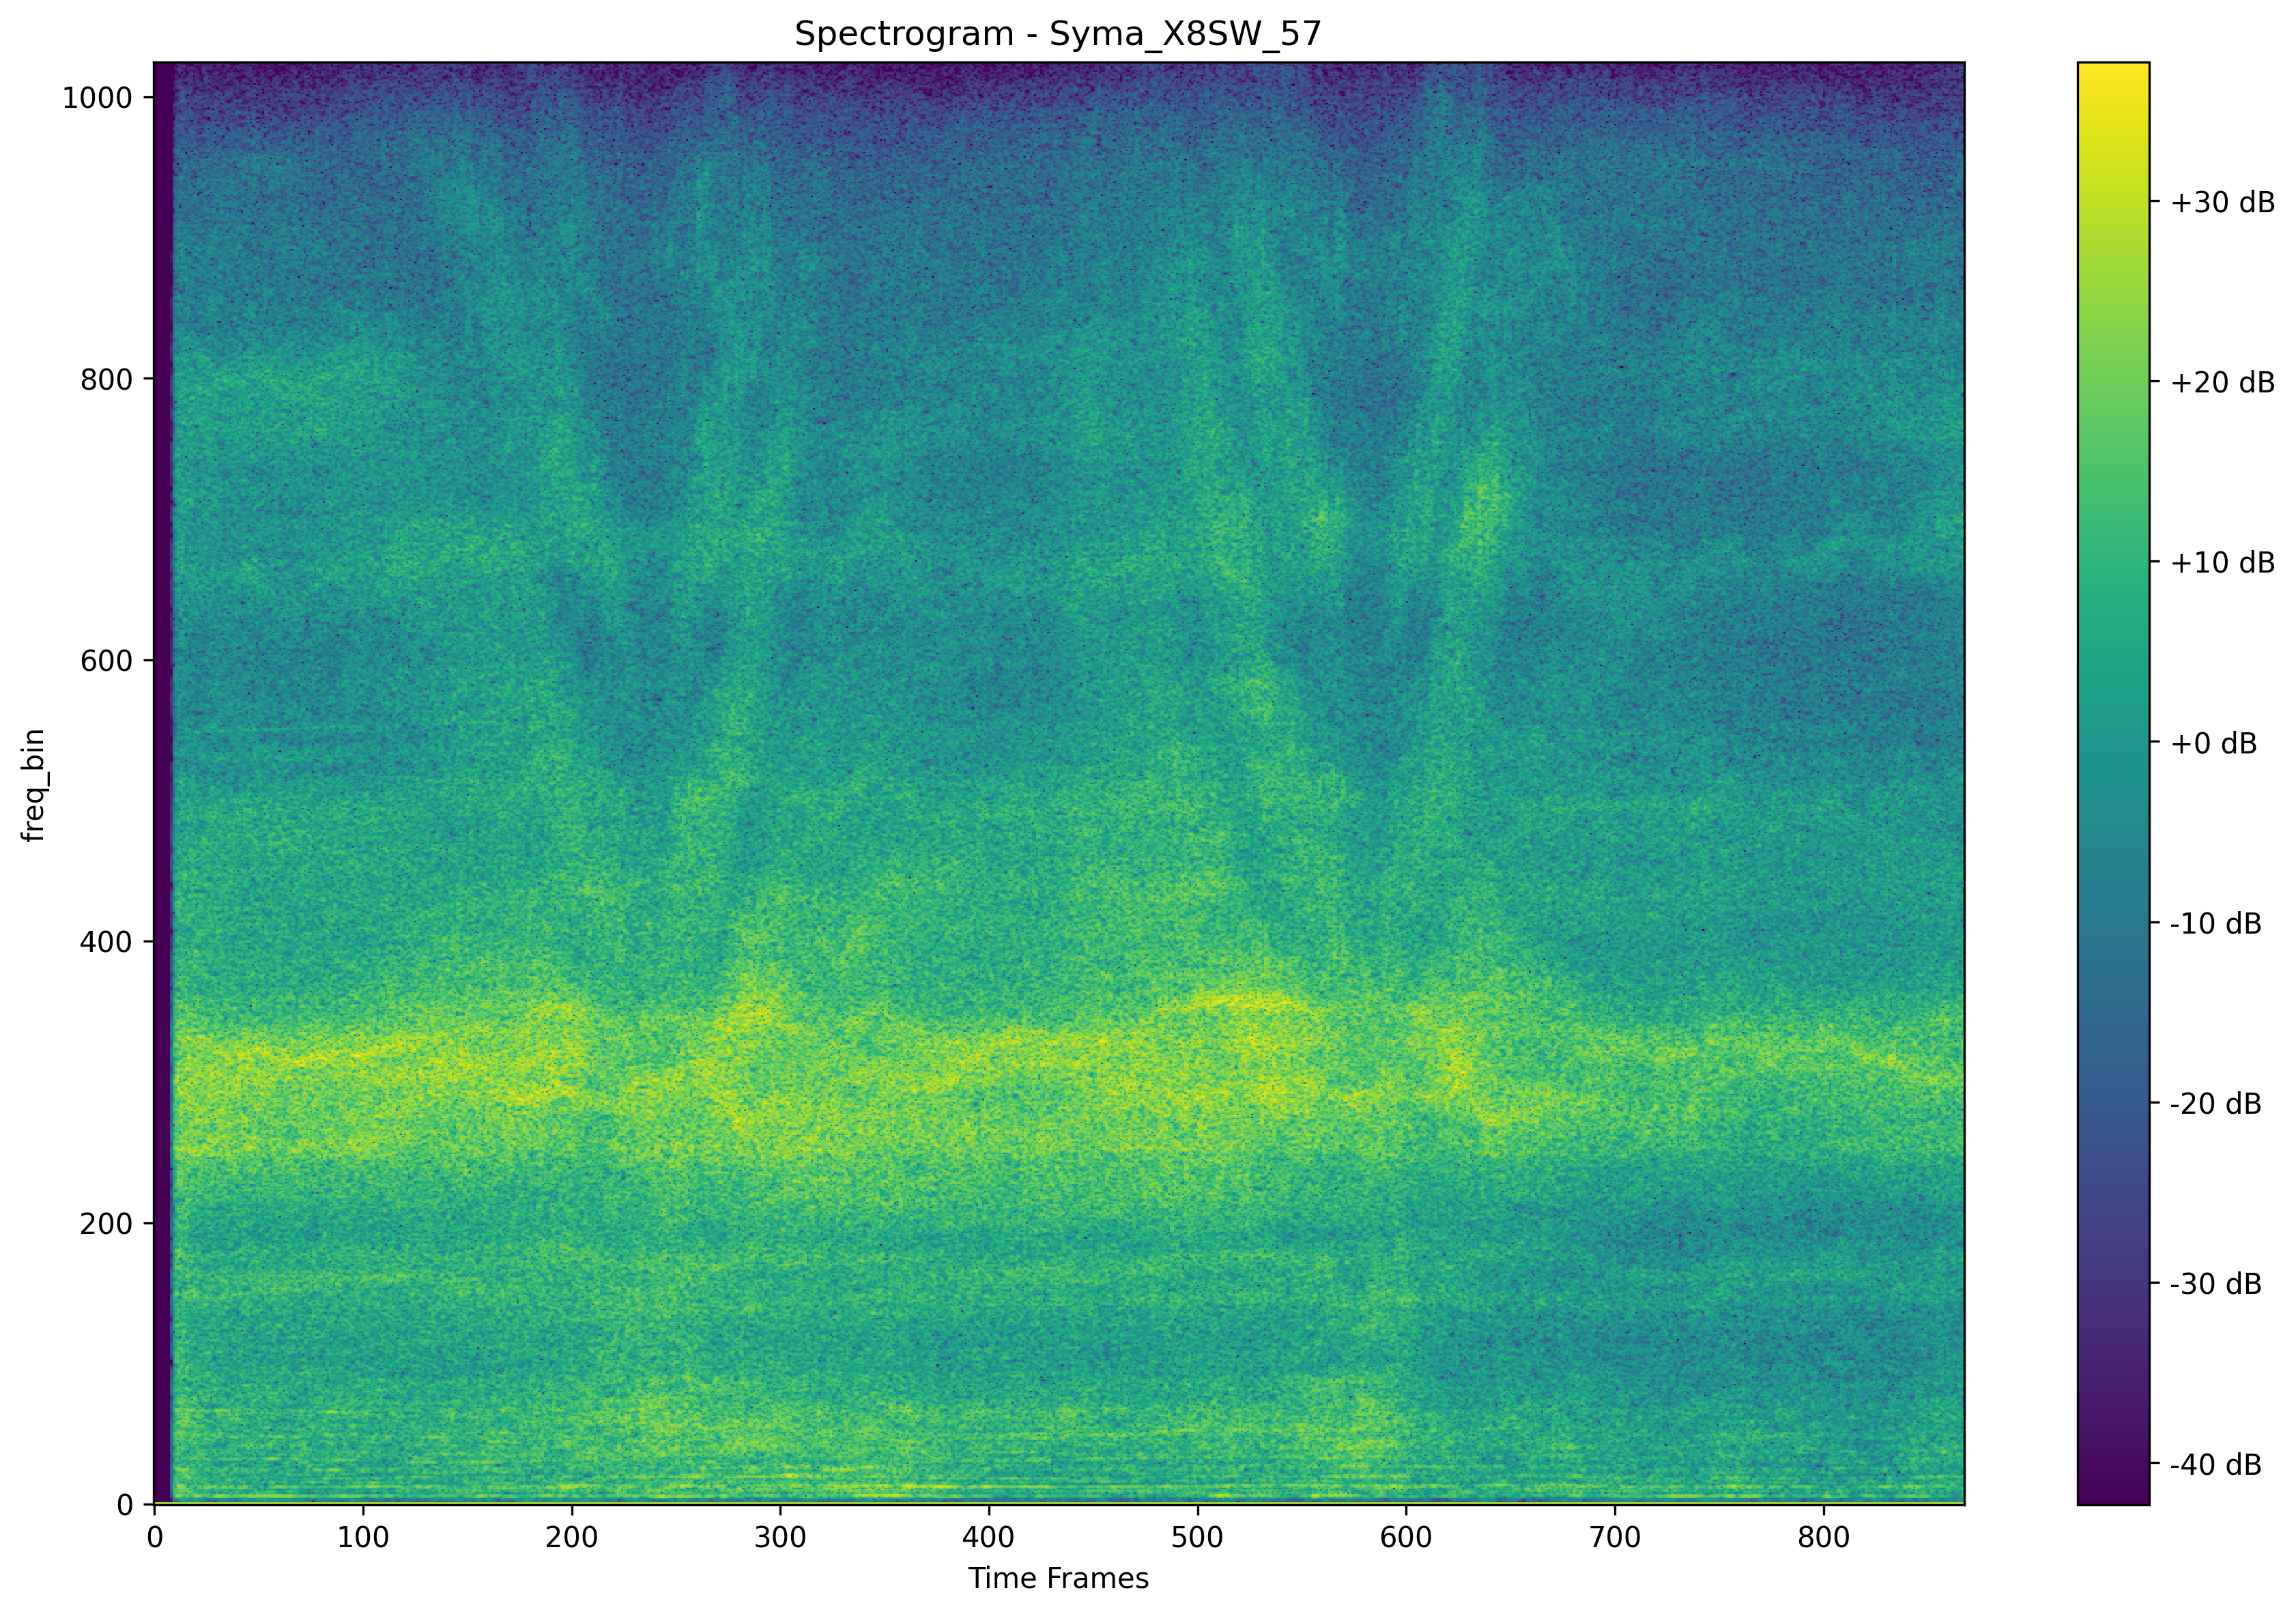 Spectrogram - Syma_X8SW_57
1000
800
600
400
200
0
freq_bin
0 100 200 300 400 500 600 700 800
Time Frames
+30 dB
+20 dB
+10 dB
+0 dB
-10 dB
-20 dB
-30 dB
-40 dB